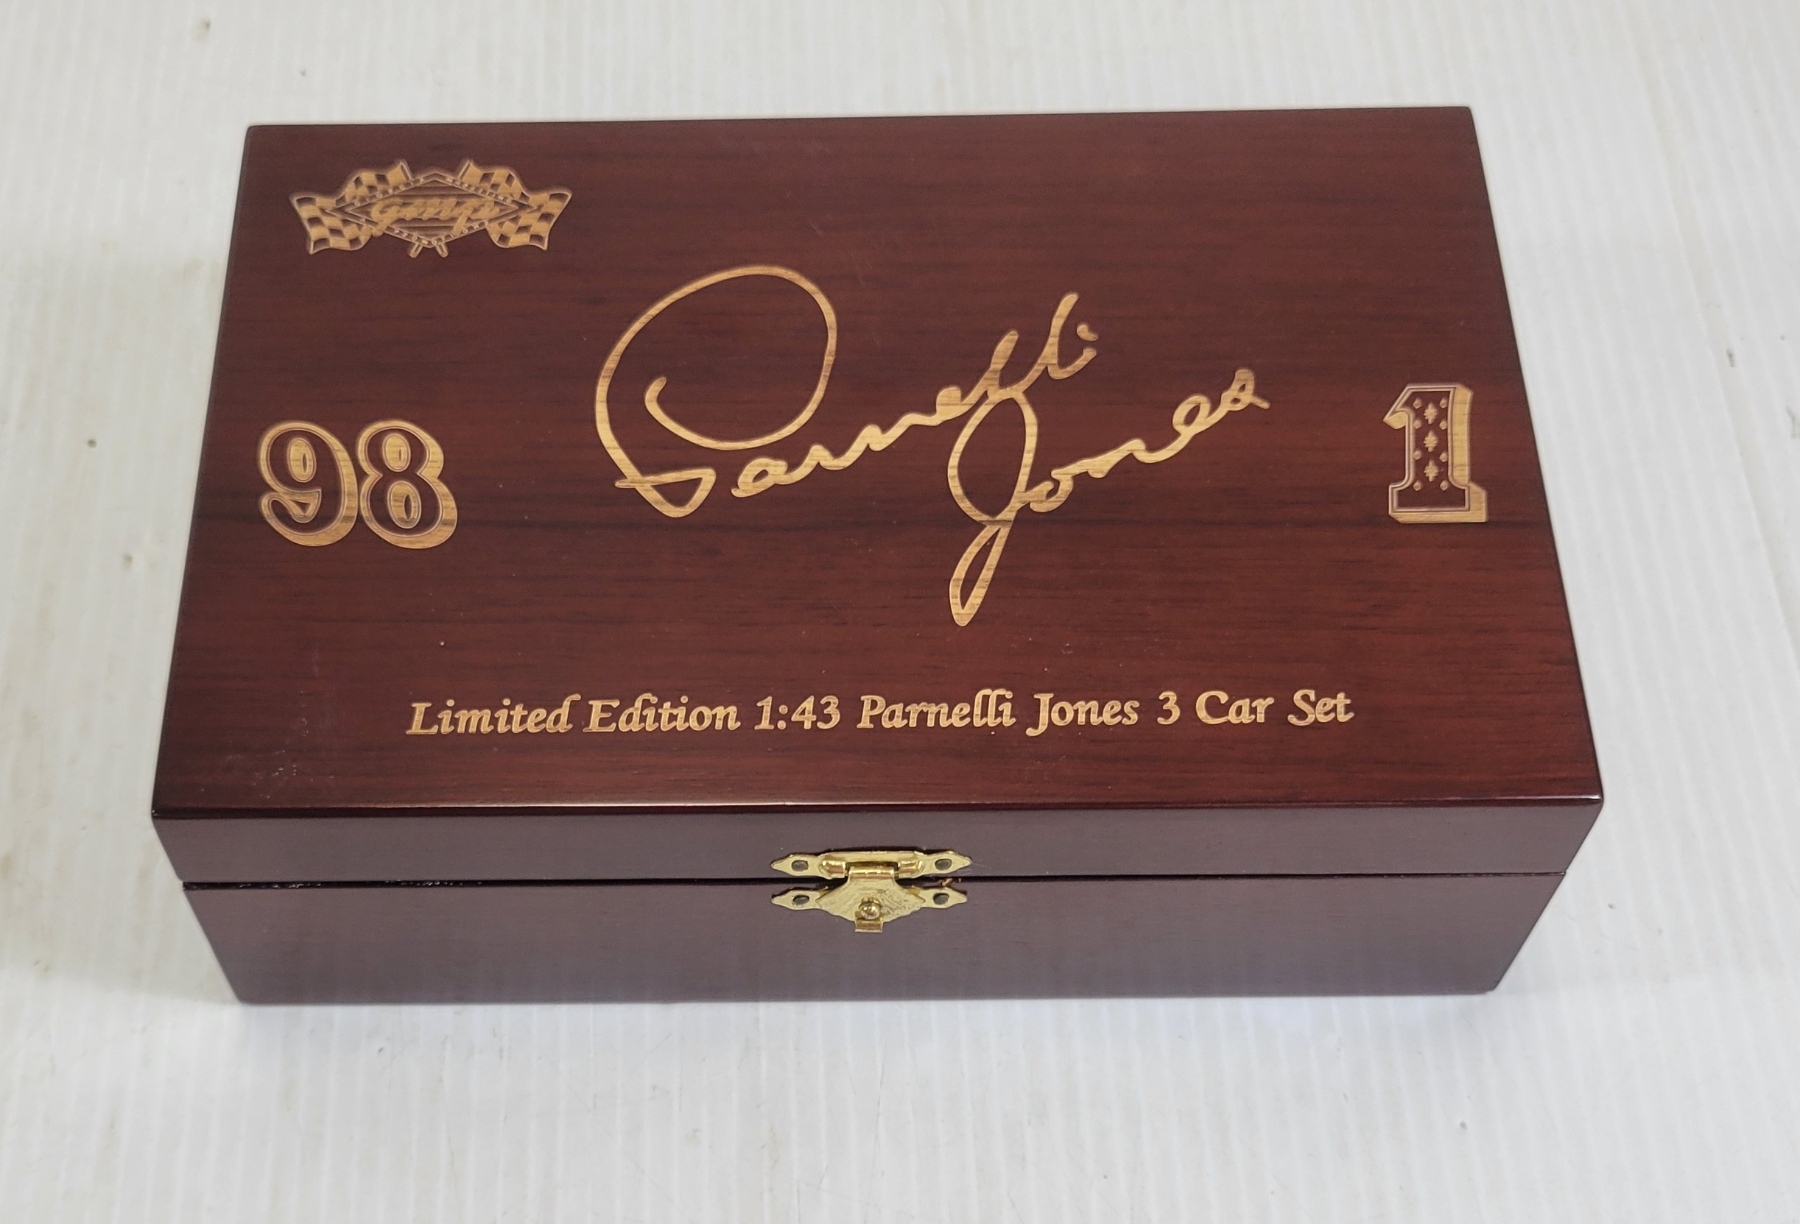 98
Parnelli
Jones
1
Limited Edition 1:43 Parnelli Jones 3 Car Set